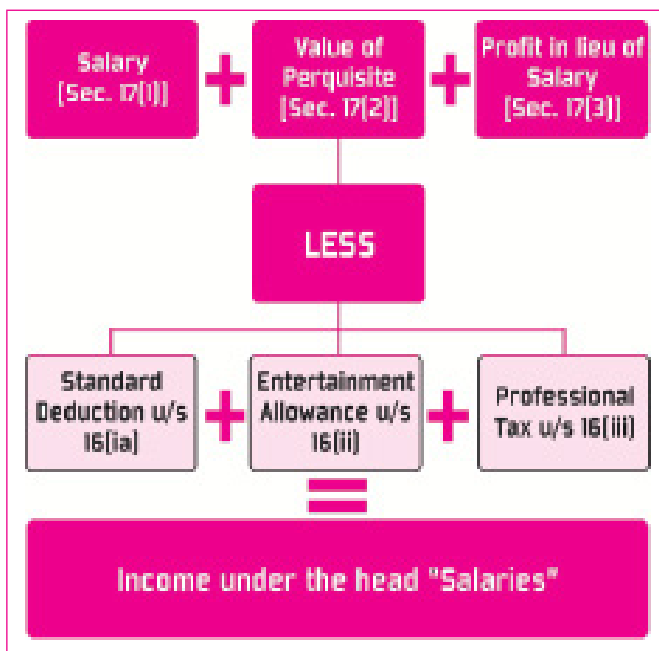 Salary
[Sec. 17(1)]
+
Value of
Perquisite
[Sec. 17(2)]
+
Profit in lieu of
Salary
[Sec. 17(3)]
LESS
Standard
Deduction u/s
16(ia)
+
Entertainment
Allowance u/s
16(ii)
+
Professional
Tax u/s 16(iii)
=
Income under the head "Salaries"